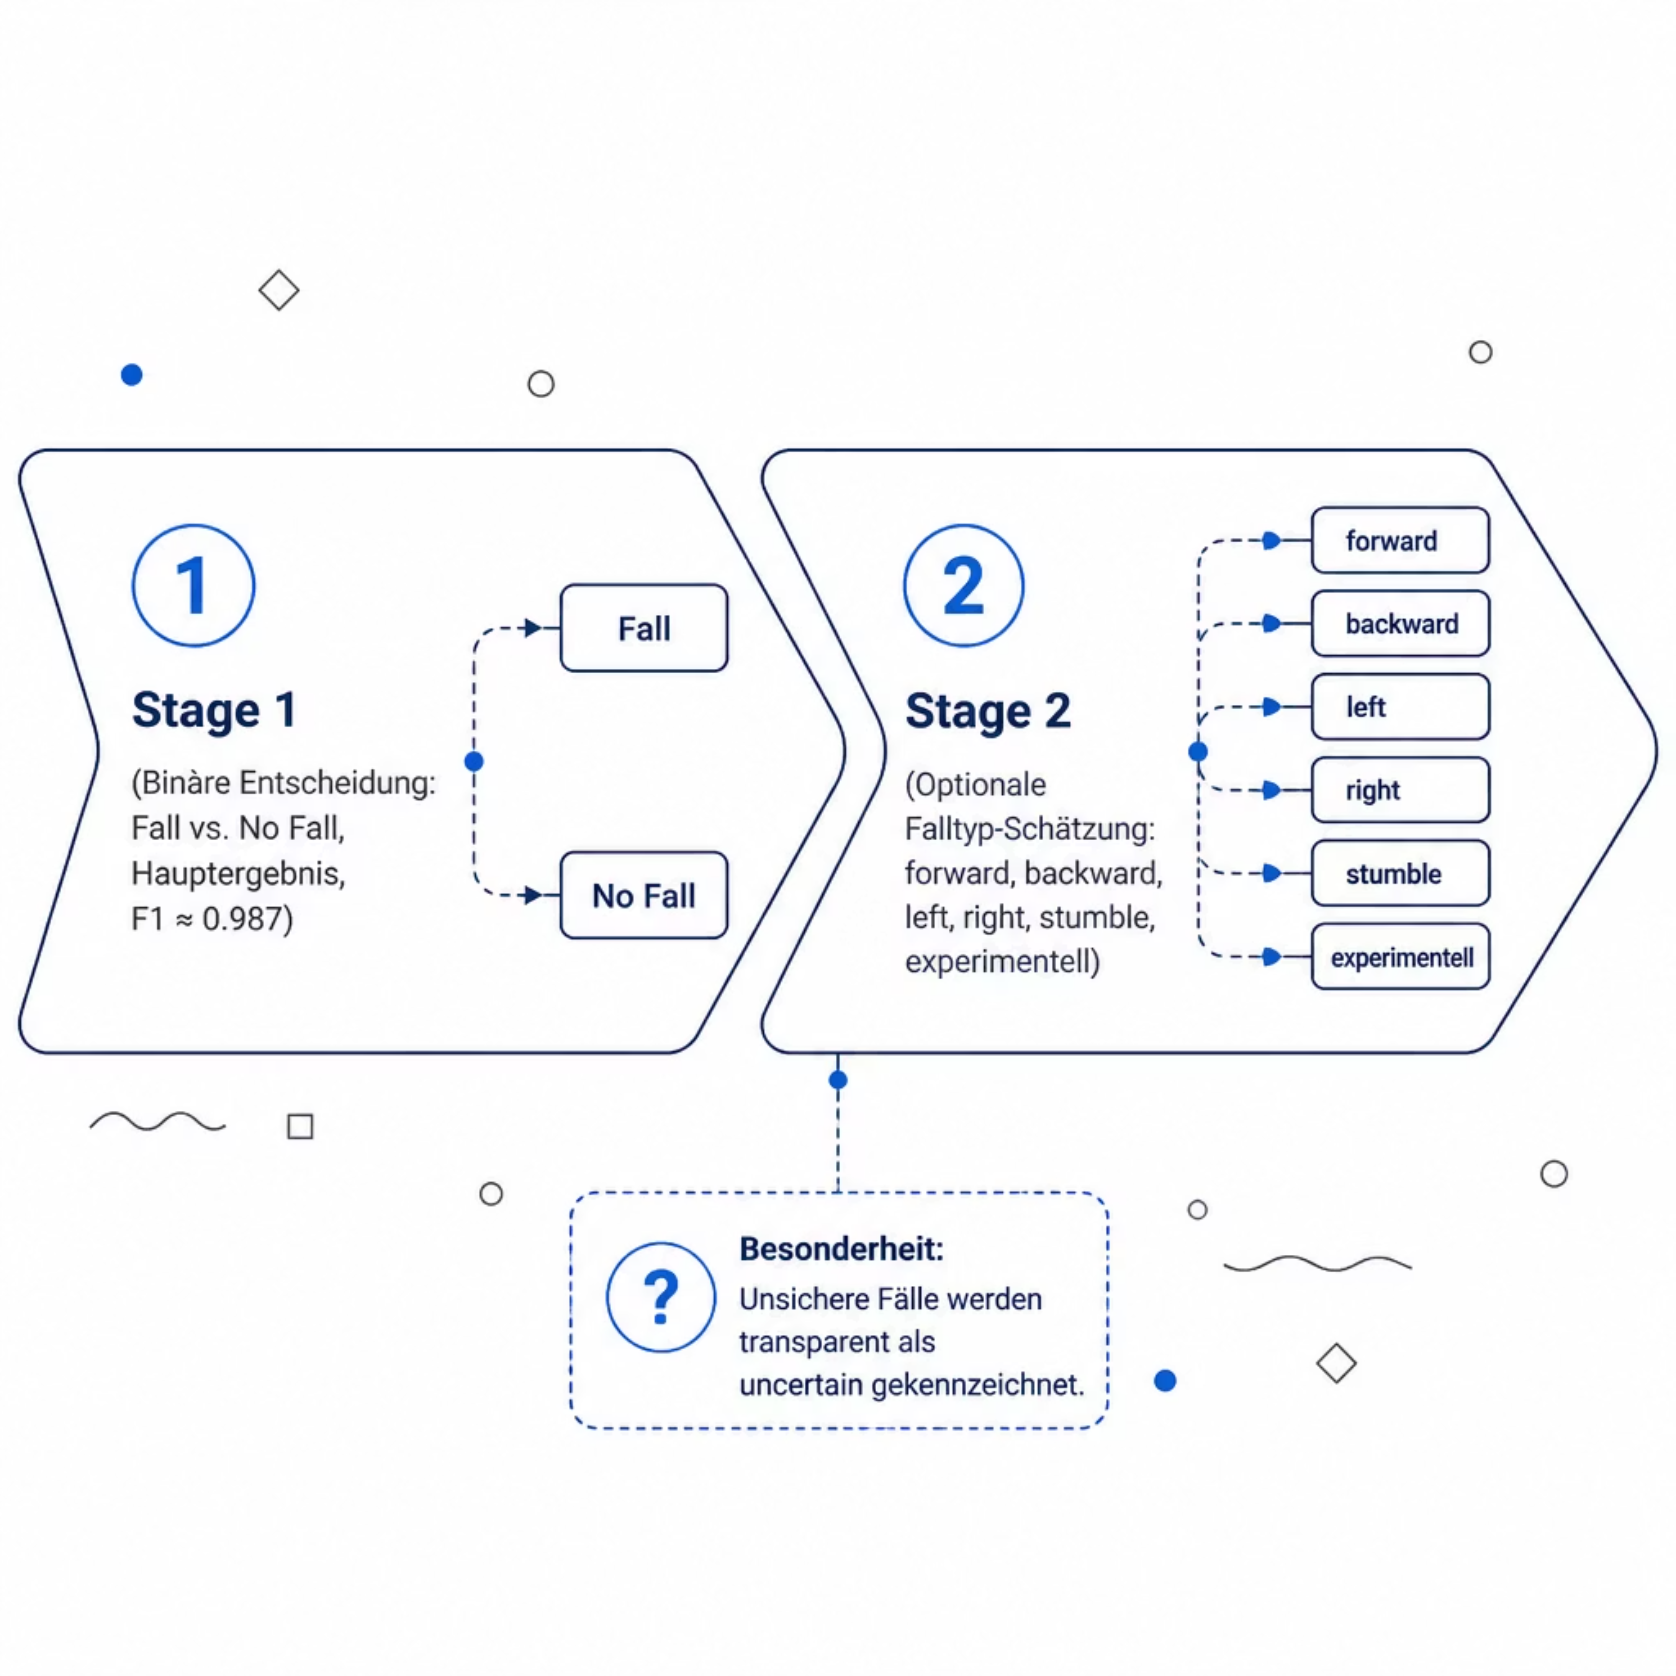 1
Stage 1
(Binàre Entscheidung:
Fall vs. No Fall,
Hauptergebnis,
F1 ≈ 0.987)
Fall
No Fall
2
Stage 2
(Optionale
Falltyp-Schätzung:
forward, backward,
left, right, stumble,
experimentell)
forward
backward
left
right
stumble
experimentell
?
Besonderheit:
Unsichere Fälle werden
transparent als
uncertain gekennzeichnet.